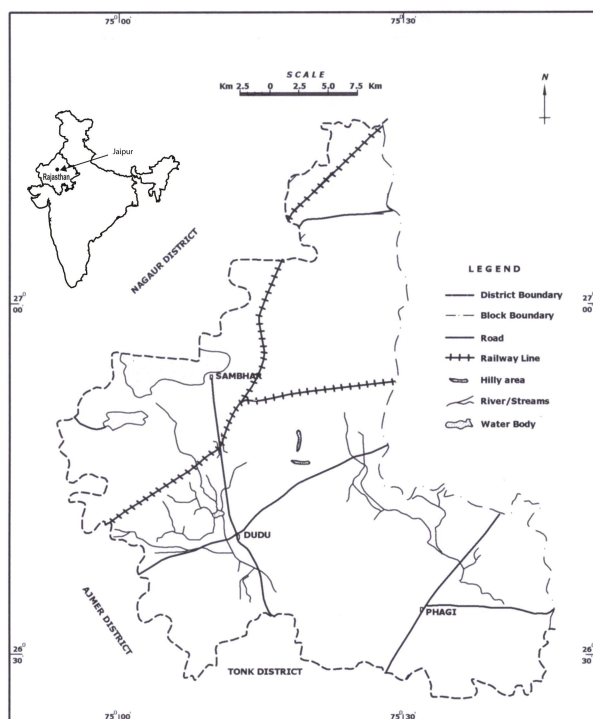 75°00'
75°30'
SCALE
Km 2.5 0 2.5 5.0 7.5 Km
N
Jaipur
Rajasthan
NAGAUR DISTRICT
LEGEND
District Boundary
Block Boundary
Road
Railway Line
Hilly area
River/Streams
Water Body
27°00'
27°00'
SAMBHAR
DUDU
AJMER DISTRICT
PHAGI
26°30'
26°30'
TONK DISTRICT
75°00'
75°30'